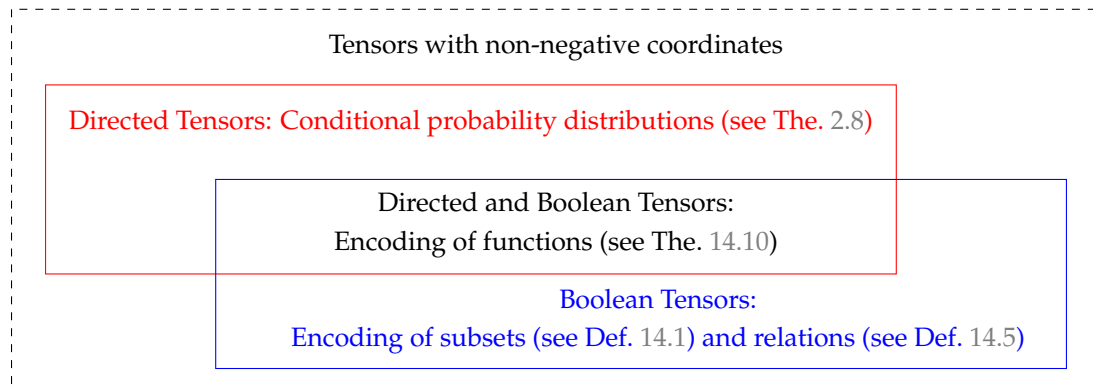 Tensors with non-negative coordinates
Directed Tensors: Conditional probability distributions (see The. 2.8)
Directed and Boolean Tensors:
Encoding of functions (see The. 14.10)
Boolean Tensors:
Encoding of subsets (see Def. 14.1) and relations (see Def. 14.5)